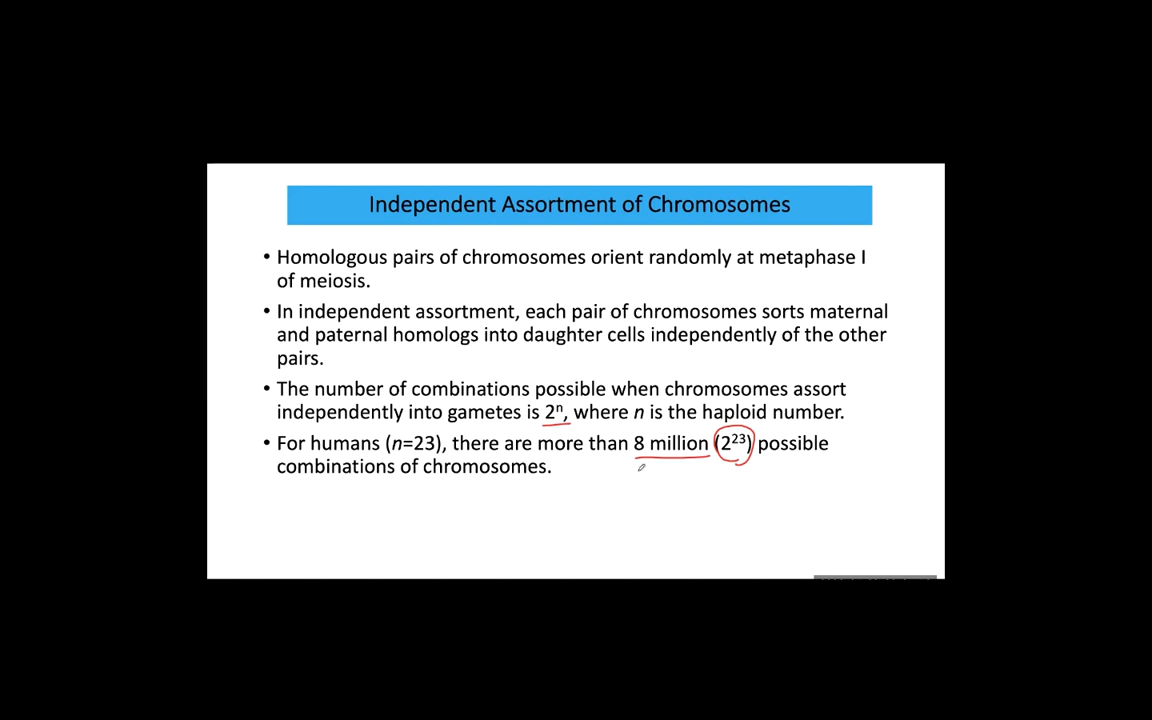 Independent Assortment of Chromosomes
• Homologous pairs of chromosomes orient randomly at metaphase I
of meiosis.
• In independent assortment, each pair of chromosomes sorts maternal
and paternal homologs into daughter cells independently of the other
pairs.
• The number of combinations possible when chromosomes assort
independently into gametes is 2ⁿ, where n is the haploid number.
• For humans (n=23), there are more than 8 million (2²³) possible
combinations of chromosomes.